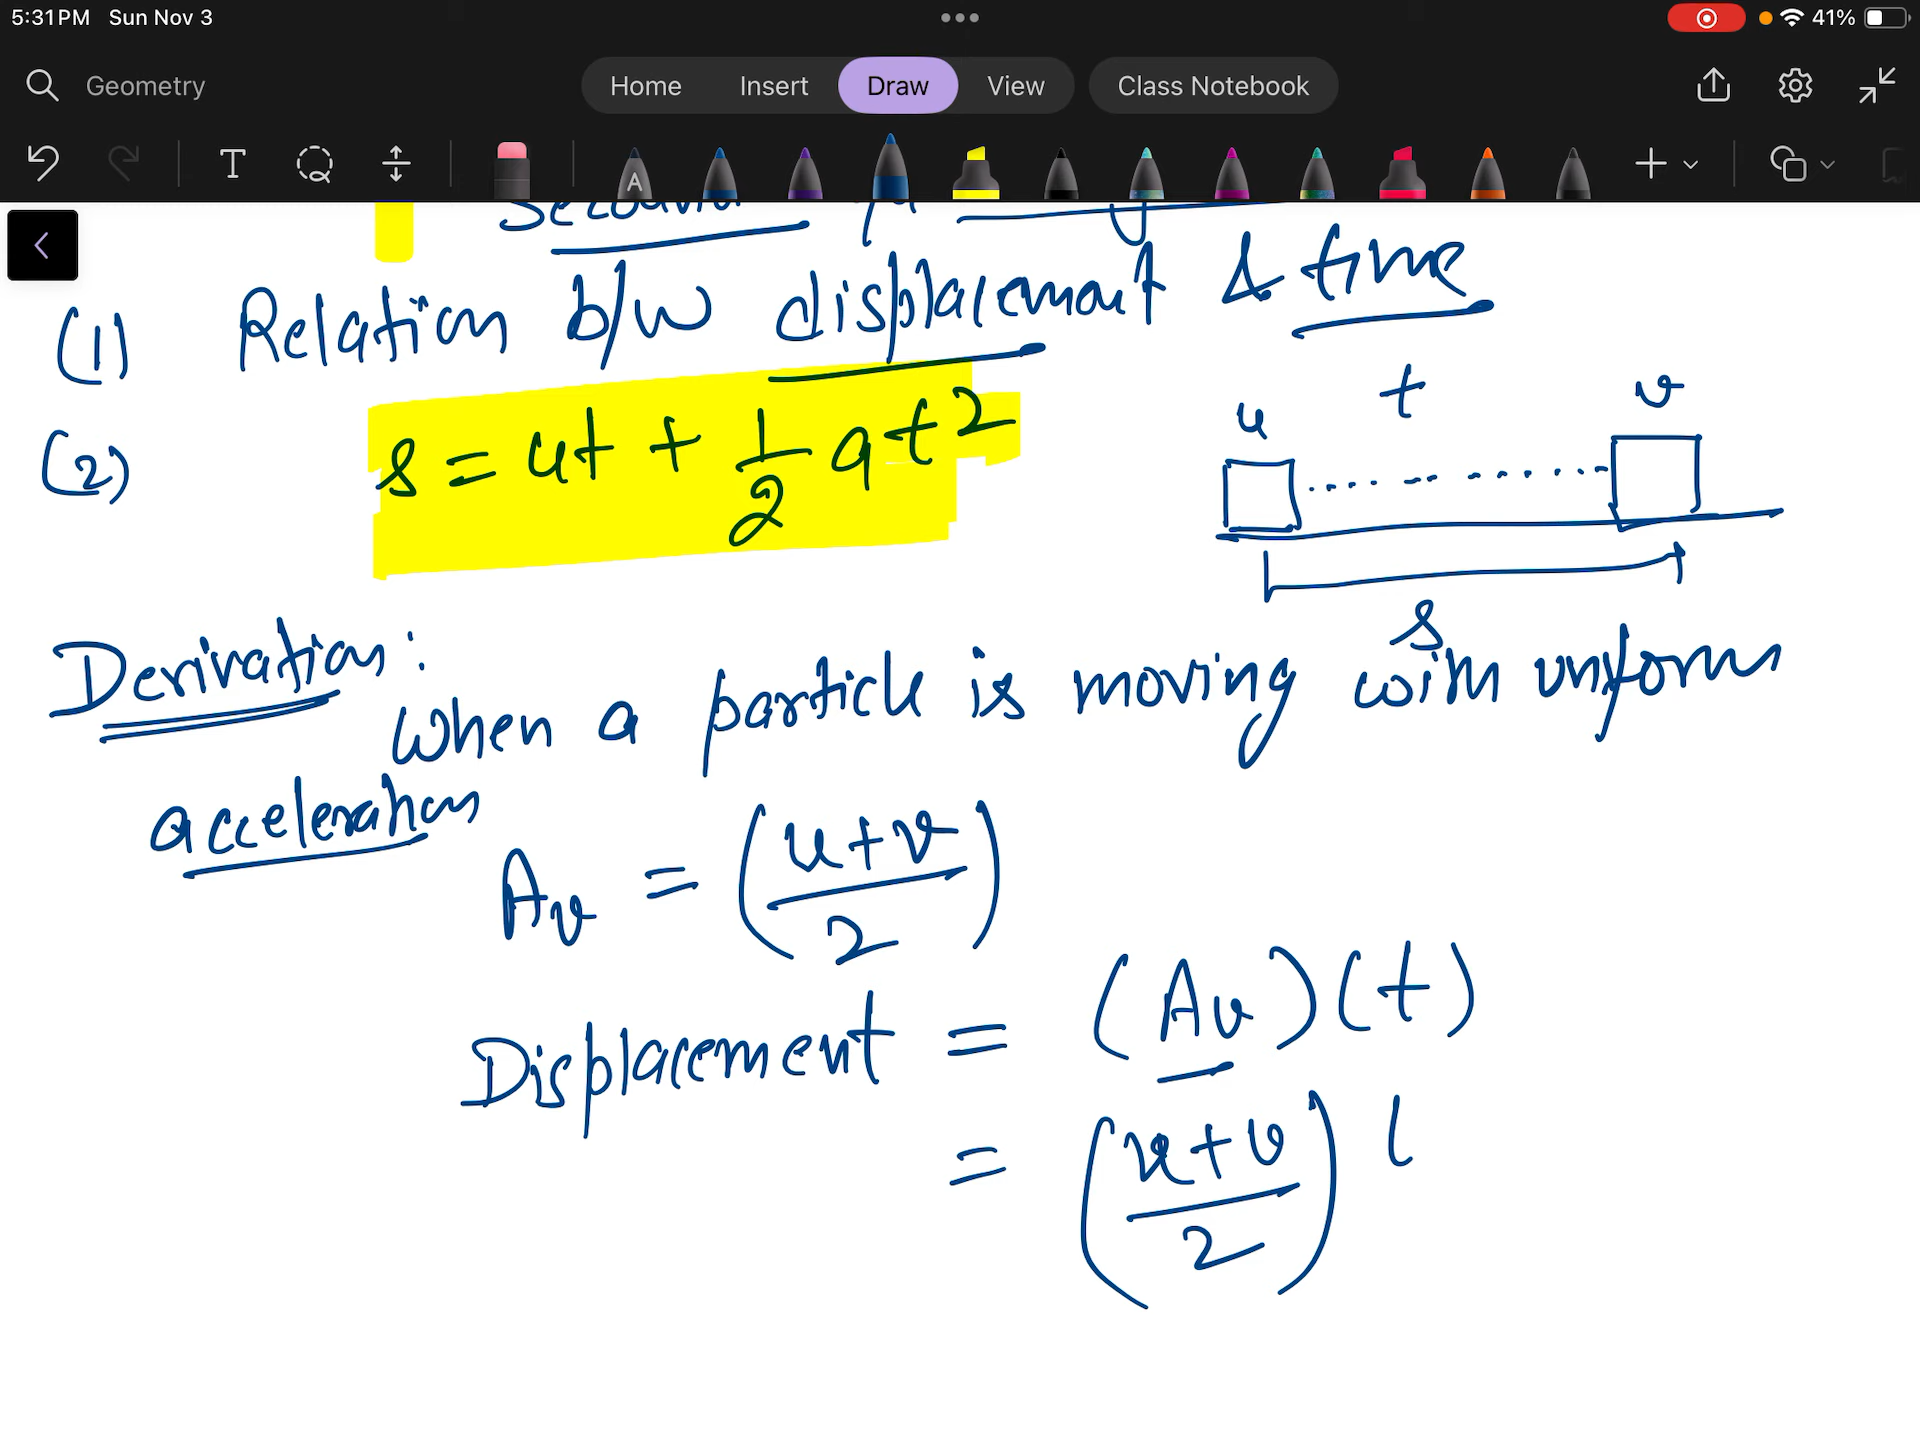 5:31 PM Sun Nov 3
41%
Geometry
Home Insert Draw View Class Notebook
T A
(1) Relation b/w displacement & time
(2) s = ut + 1/2 at²
u t v
s
Derivation:
When a particle is moving with uniform
acceleration
Av = (u+v/2)
Displacement = (Av)(t)
= (u+v/2) (